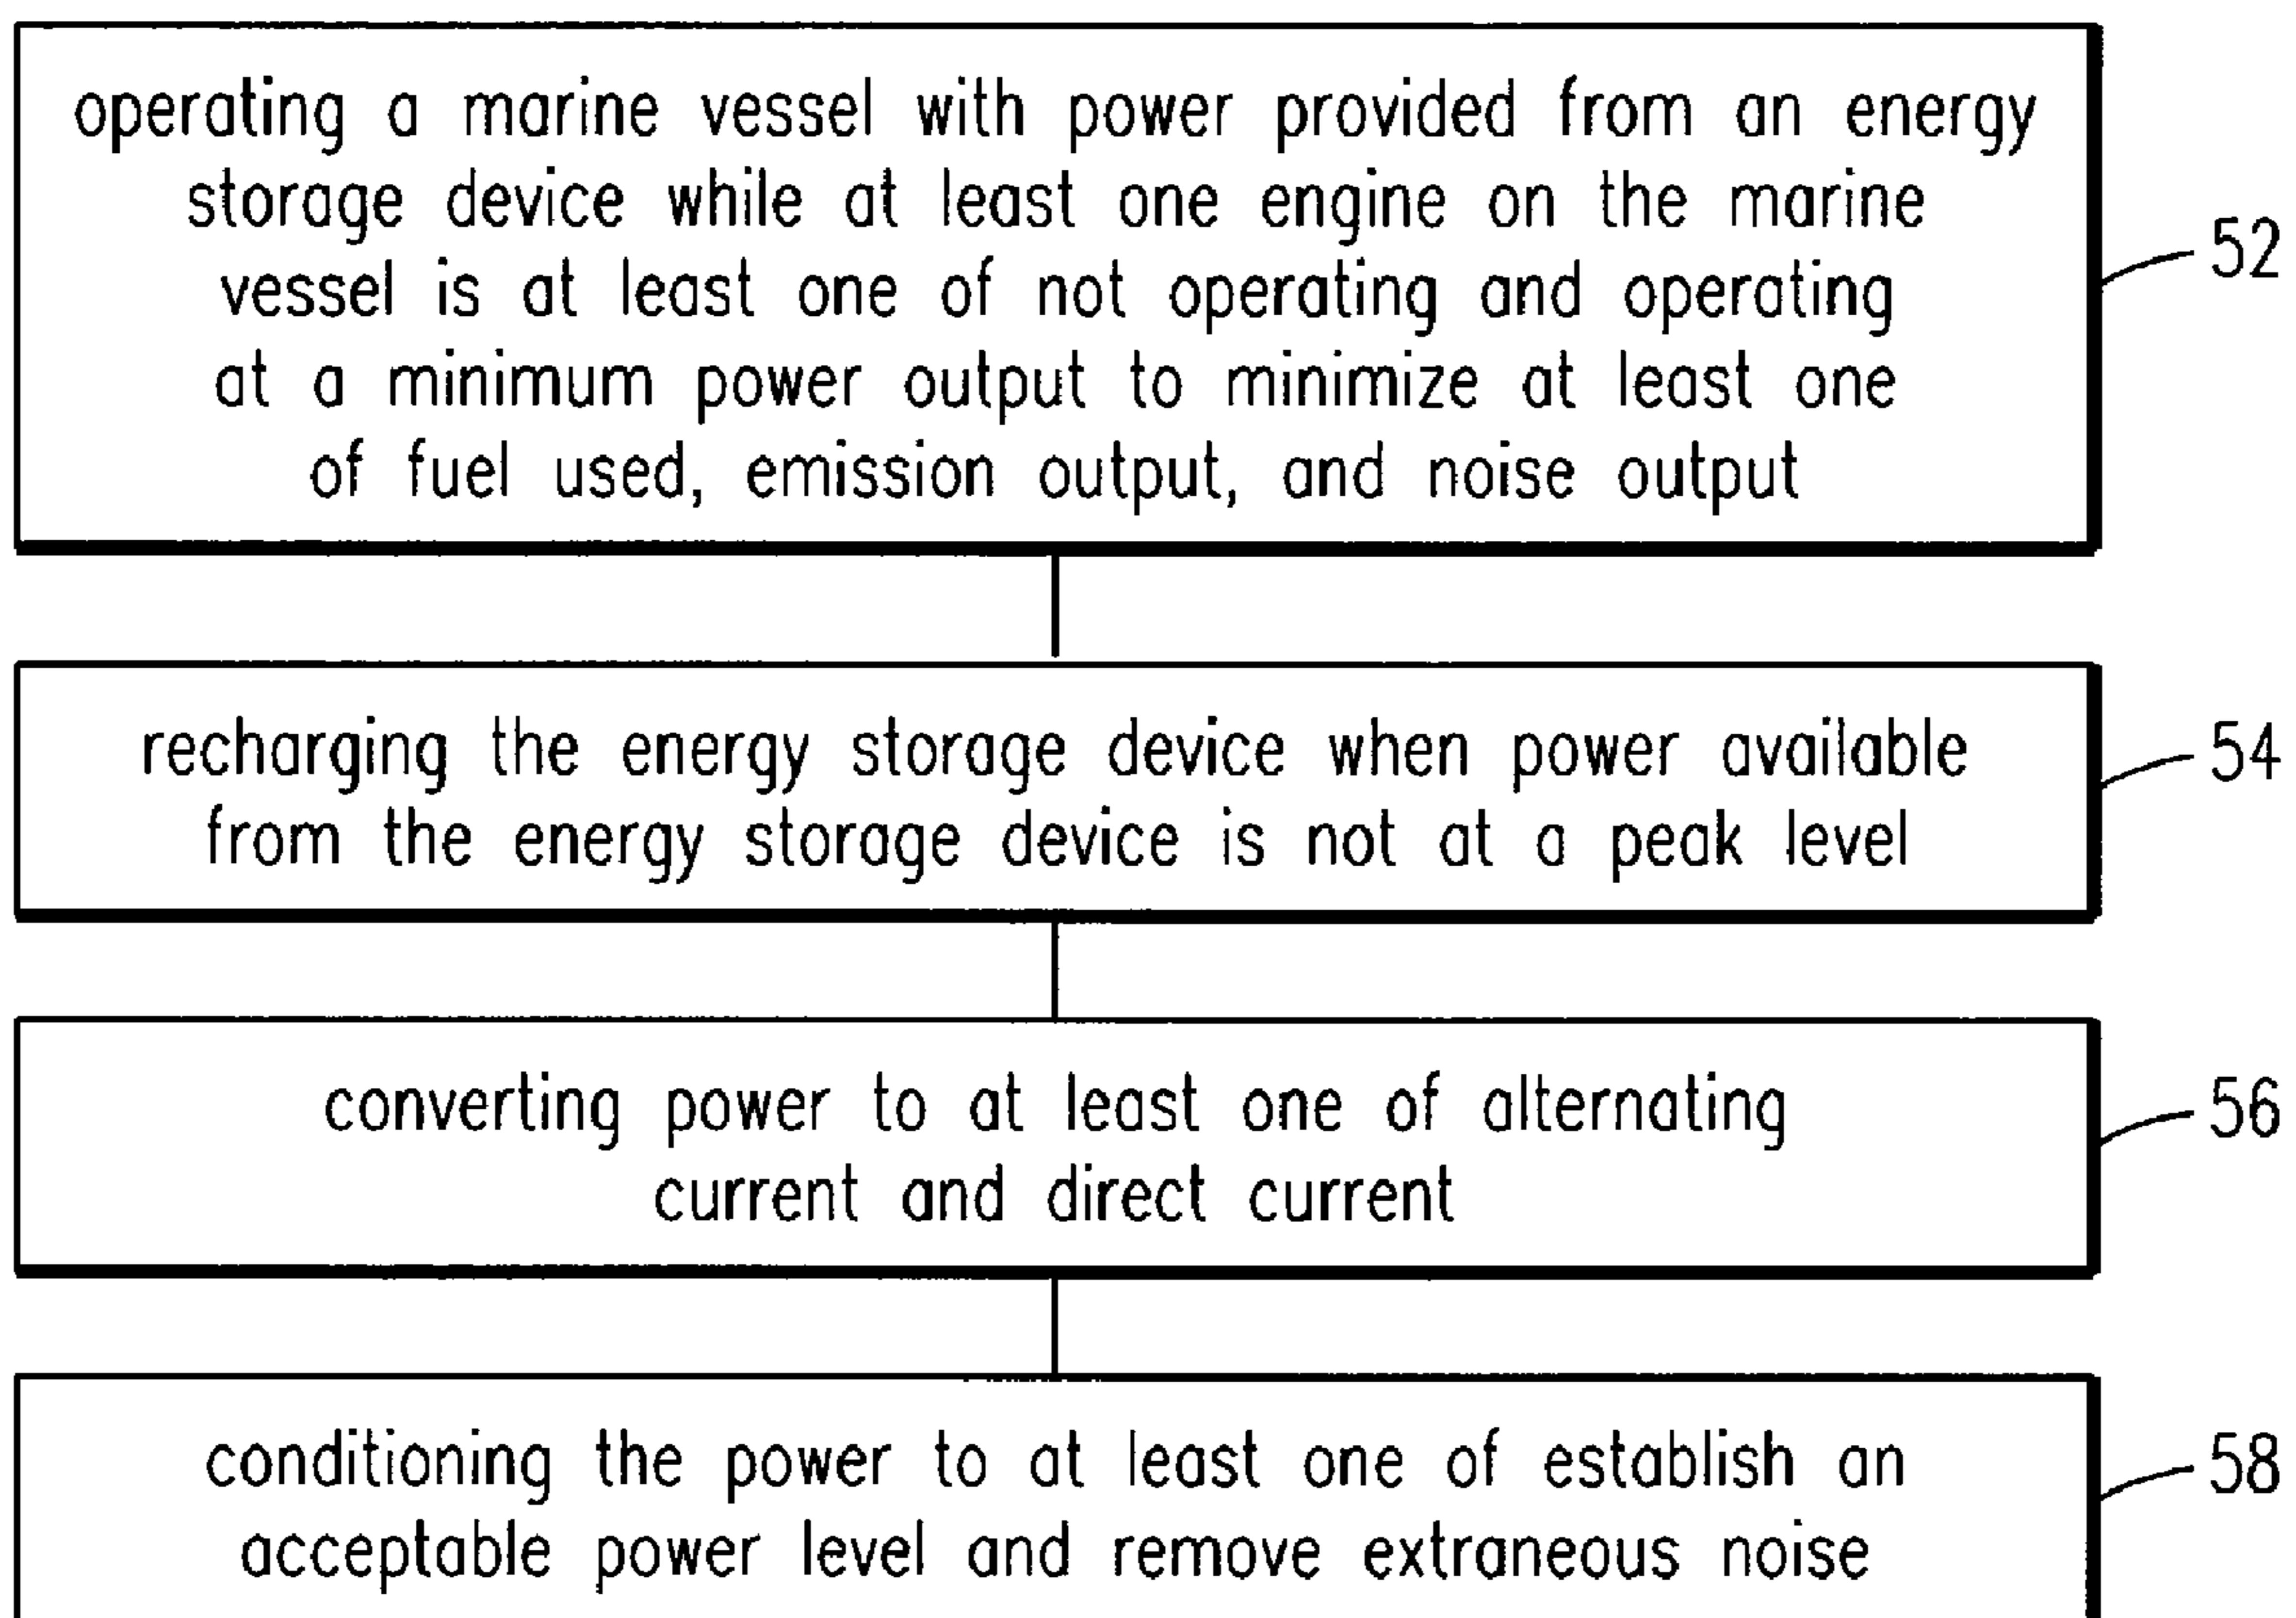 operating a marine vessel with power provided from an energy
storage device while at least one engine on the marine
vessel is at least one of not operating and operating
at a minimum power output to minimize at least one
of fuel used, emission output, and noise output
52
recharging the energy storage device when power available
from the energy storage device is not at a peak level
54
converting power to at least one of alternating
current and direct current
56
conditioning the power to at least one of establish an
acceptable power level and remove extraneous noise
58